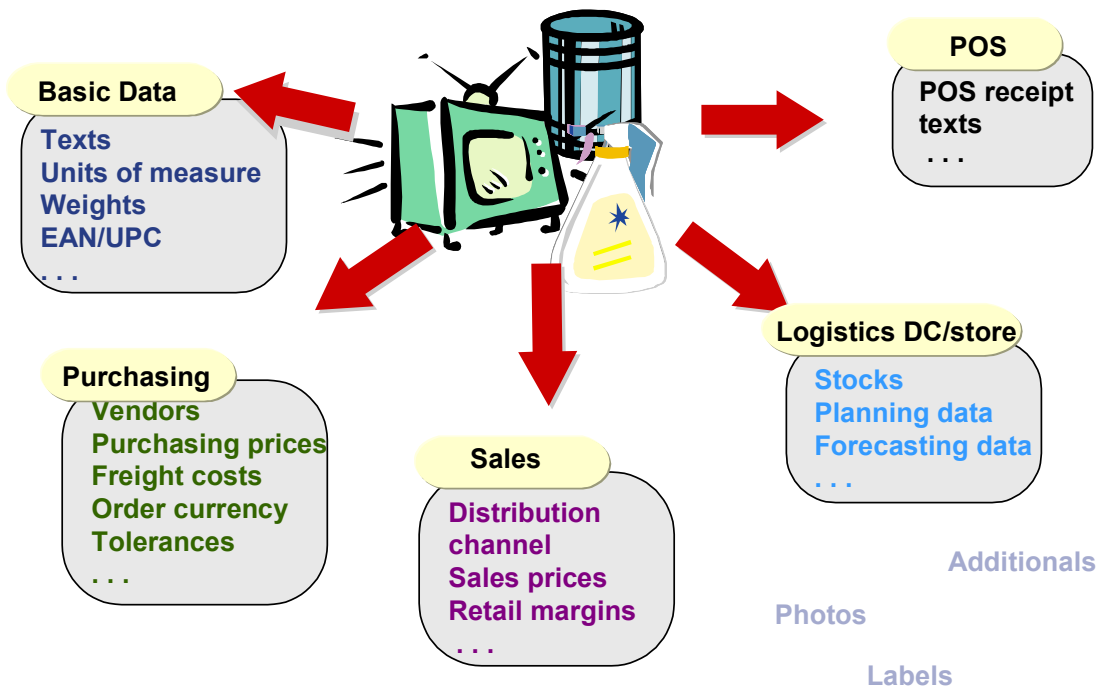 Basic Data
Texts
Units of measure
Weights
EAN/UPC
. . .
POS
POS receipt
texts
. . .
Purchasing
Vendors
Purchasing prices
Freight costs
Order currency
Tolerances
. . .
Sales
Distribution
channel
Sales prices
Retail margins
. . .
Logistics DC/store
Stocks
Planning data
Forecasting data
. . .
Additionals
Photos
Labels